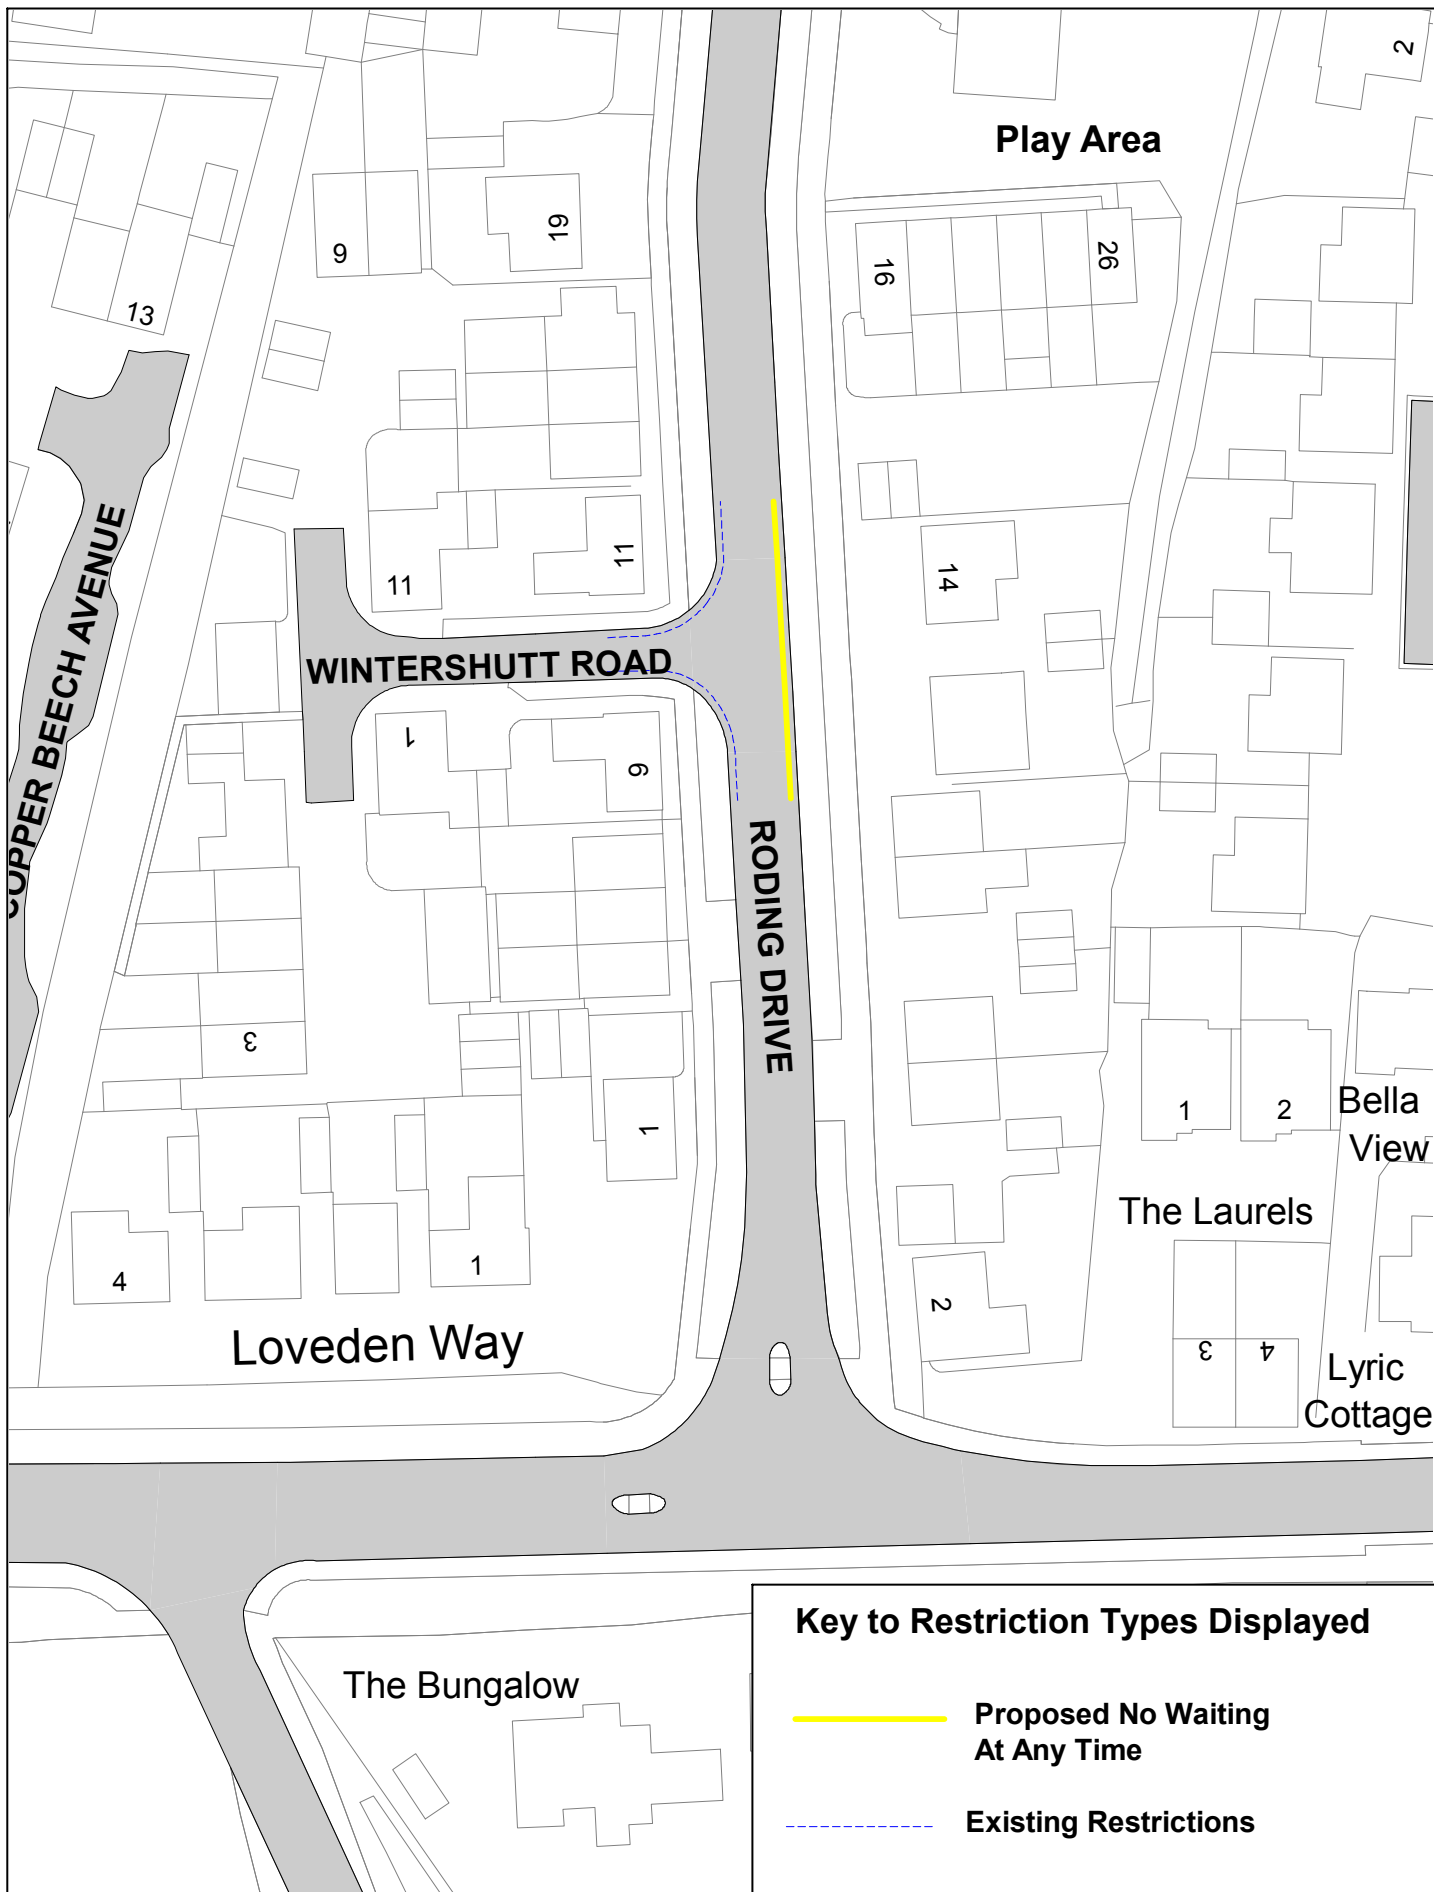 2
Play Area
9
19
16
26
13
COPPER BEECH AVENUE
11
11
14
WINTERSHUTT ROAD
1
9
RODING DRIVE
3
1
1
2
Bella
View
The Laurels
4
1
2
Loveden Way
3
4
Lyric
Cottage
Key to Restriction Types Displayed
The Bungalow
Proposed No Waiting
At Any Time
Existing Restrictions